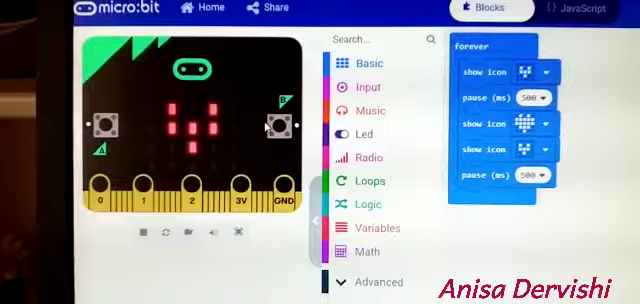 micro:bit
Home
Share
Blocks
{} JavaScript
Search...
Basic
Input
Music
Led
Radio
Loops
Logic
Variables
Math
Advanced
forever
show icon
pause (ms) 500
show icon
show icon
pause (ms) 500
A
B
0
1
2
3V
GND
Anisa Dervishi